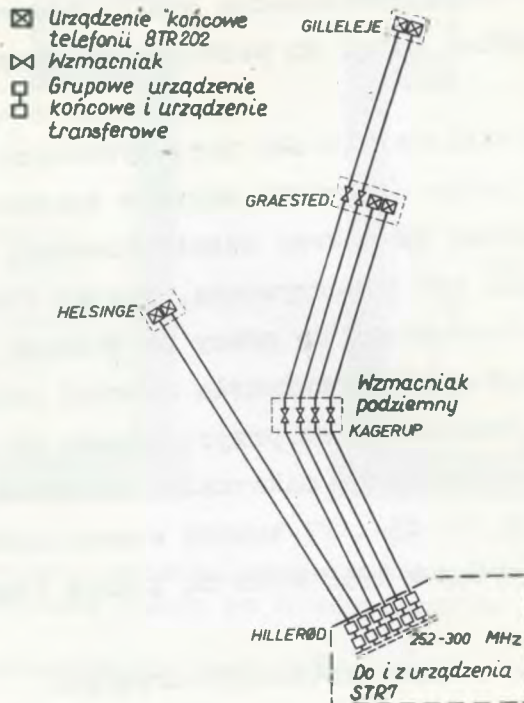 Urządzenie końcowe
telefonii 8TR202
Wzmacniak
Grupowe urządzenie
końcowe i urządzenie
transferowe
GILLELEJE
GRAESTED
HELSINGE
Wzmacniak
podziemny
KAGERUP
HILLERØD
252-300 MHz
Do i z urządzenia
STR7